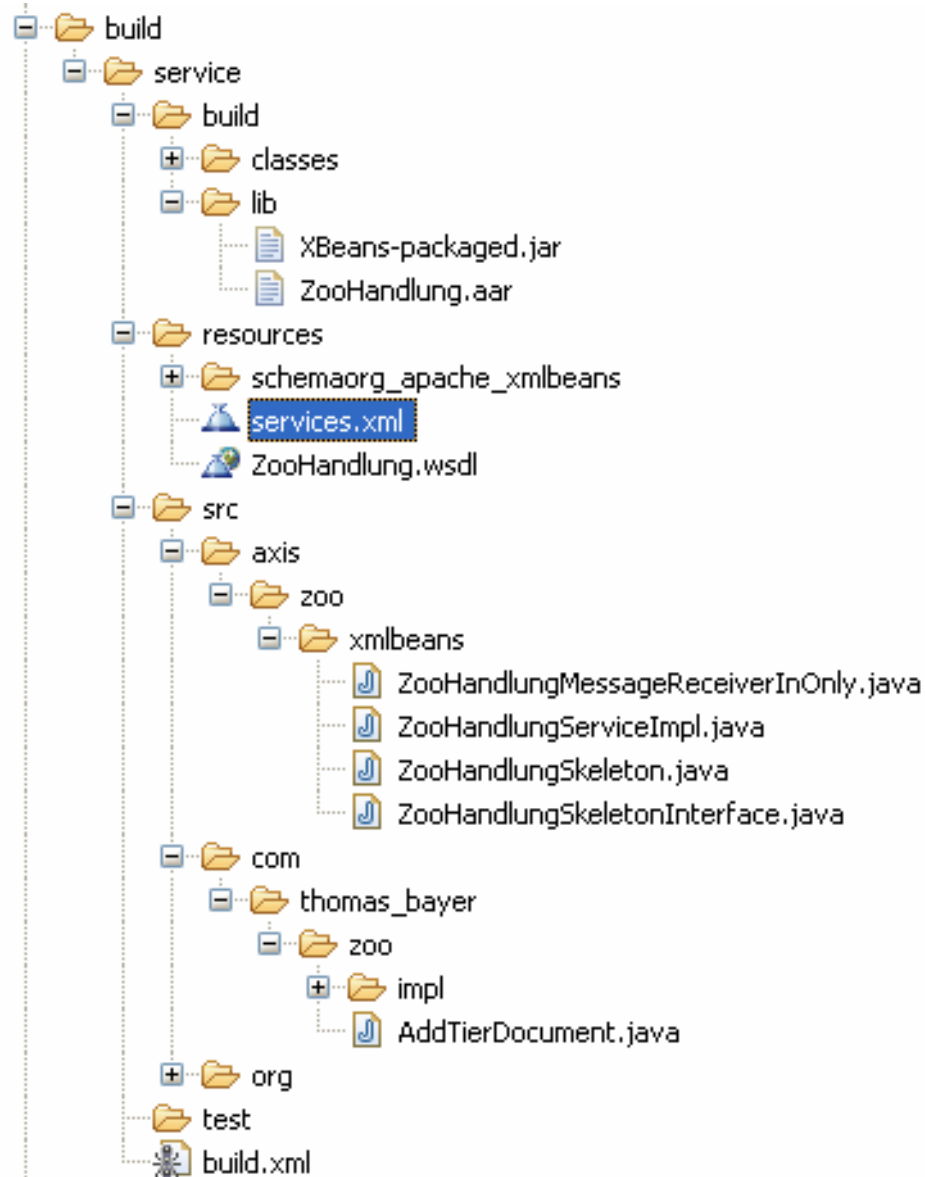 build
service
build
classes
lib
XBeans-packaged.jar
ZooHandlung.aar
resources
schemaorg_apache_xmlbeans
services.xml
ZooHandlung.wsdl
src
axis
zoo
xmlbeans
ZooHandlungMessageReceiverInOnly.java
ZooHandlungServiceImpl.java
ZooHandlungSkeleton.java
ZooHandlungSkeletonInterface.java
com
thomas_bayer
zoo
impl
AddTierDocument.java
org
test
build.xml